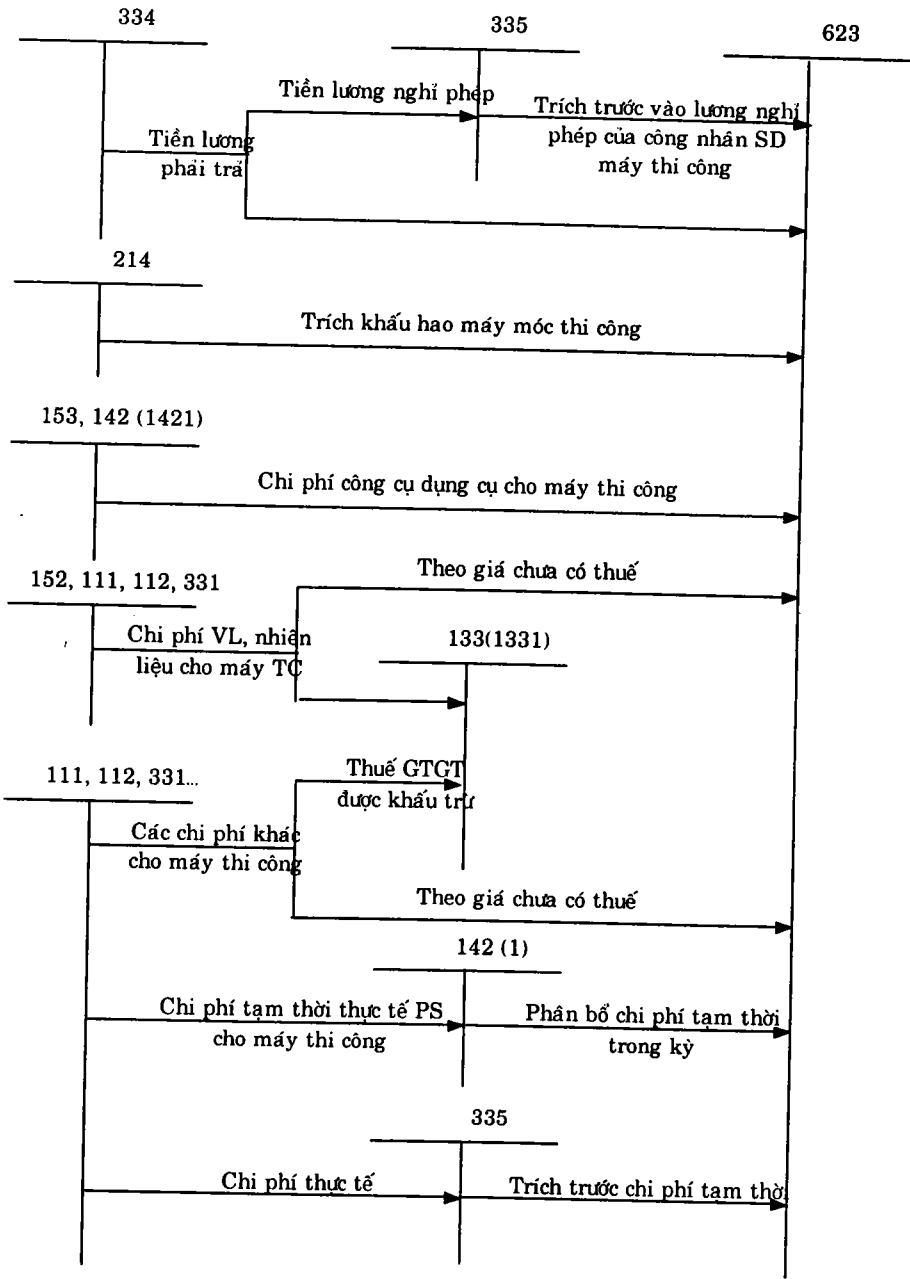 334
335
623
Tiền lương nghỉ phép
Trích trước vào lương nghỉ
phép của công nhân SD
máy thi công
Tiền lương
phải trả
214
Trích khấu hao máy móc thi công
153, 142 (1421)
Chi phí công cụ dụng cụ cho máy thi công
152, 111, 112, 331
Theo giá chưa có thuế
Chi phí VL, nhiên
liệu cho máy TC
133(1331)
111, 112, 331...
Thuế GTGT
được khấu trừ
Các chi phí khác
cho máy thi công
Theo giá chưa có thuế
142 (1)
Chi phí tạm thời thực tế PS
cho máy thi công
Phân bổ chi phí tạm thời
trong kỳ
335
Chi phí thực tế
Trích trước chi phí tạm thờ